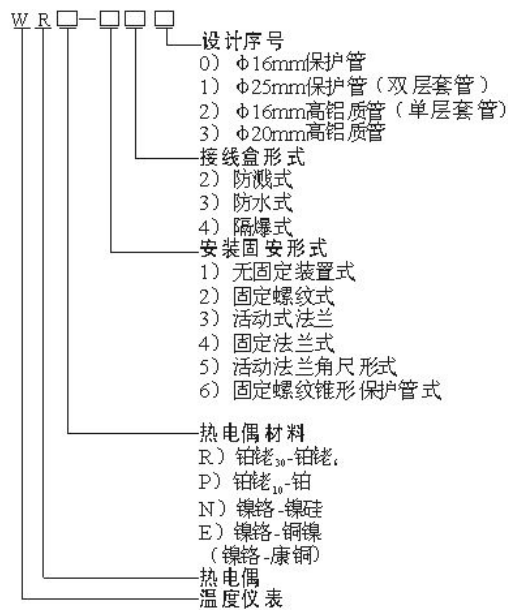 WR□-□□□
设计序号
0）φ16mm保护管
1）φ25mm保护管（双层套管）
2）φ16mm高铝质管（单层套管）
3）φ20mm高铝质管
接线盒形式
2）防溅式
3）防水式
4）隔爆式
安装固安形式
1）无固定装置式
2）固定螺纹式
3）活动式法兰
4）固定法兰式
5）活动法兰角尺形式
6）固定螺纹锥形保护管式
热电偶材料
R）铂铑30-铂铑6
P）铂铑10-铂
N）镍铬-镍硅
E）镍铬-铜镍
（镍铬-康铜）
热电偶
温度仪表